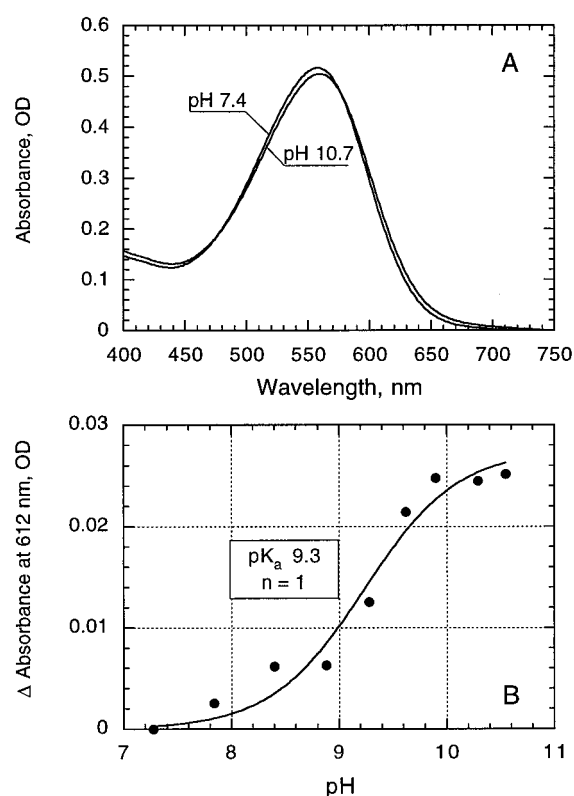 A
Absorbance, OD
0.6
0.5
0.4
0.3
0.2
0.1
0
pH 7.4
pH 10.7
400 450 500 550 600 650 700 750
Wavelength, nm
B
Δ Absorbance at 612 nm, OD
0.03
0.02
0.01
0
pKa 9.3
n = 1
7 8 9 10 11
pH